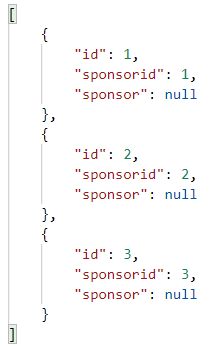 [
{
"id": 1,
"sponsorid": 1,
"sponsor": null
},
{
"id": 2,
"sponsorid": 2,
"sponsor": null
},
{
"id": 3,
"sponsorid": 3,
"sponsor": null
}
]